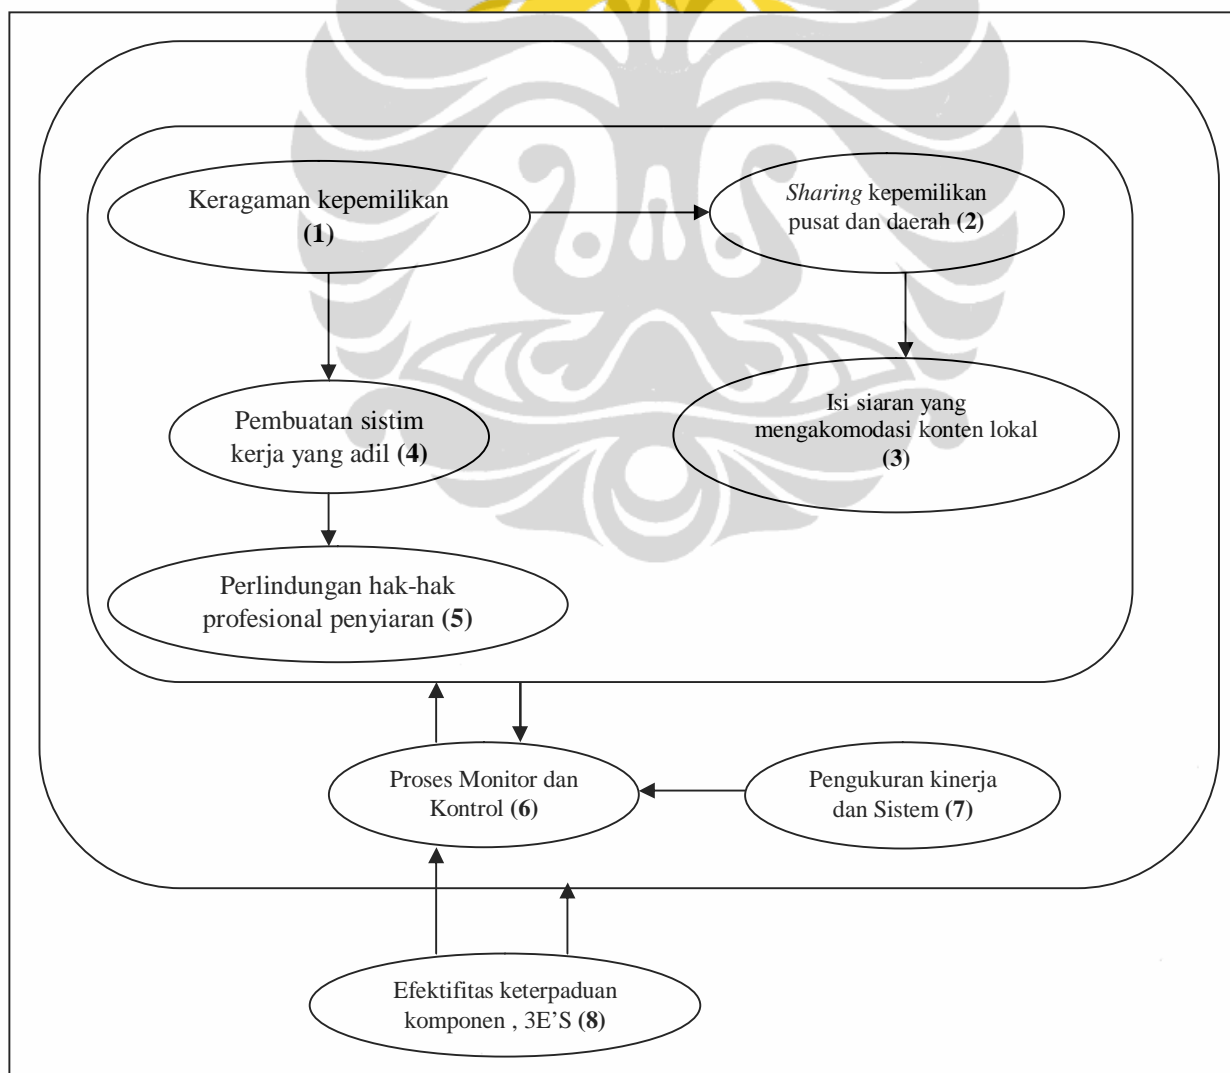 Keragaman kepemilikan
(1)
Sharing kepemilikan
pusat dan daerah (2)
Isi siaran yang
mengakomodasi konten lokal
(3)
Pembuatan sistim
kerja yang adil (4)
Perlindungan hak-hak
profesional penyiaran (5)
Proses Monitor dan
Kontrol (6)
Pengukuran kinerja
dan Sistem (7)
Efektifitas keterpaduan
komponen , 3E'S (8)